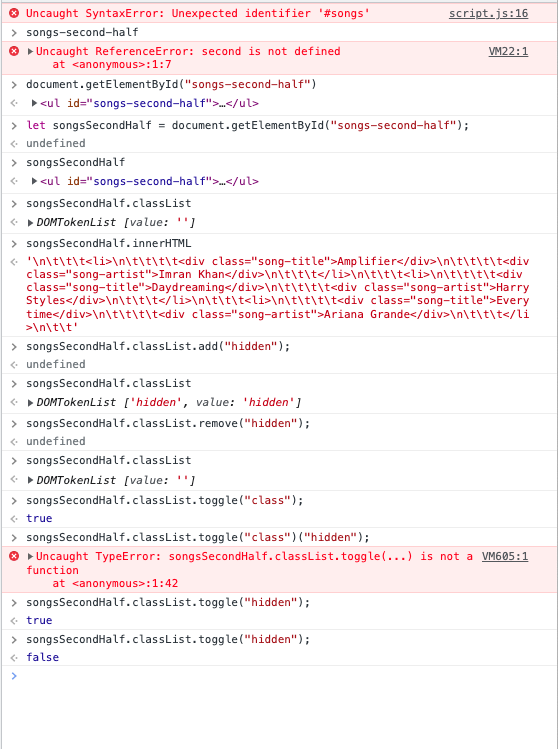 Uncaught SyntaxError: Unexpected identifier '#songs' script.js:16
songs-second-half
Uncaught ReferenceError: second is not defined VM22:1
at <anonymous>:1:7
document.getElementById("songs-second-half")
<ul id="songs-second-half">…</ul>
let songsSecondHalf = document.getElementById("songs-second-half");
undefined
songsSecondHalf
<ul id="songs-second-half">…</ul>
songsSecondHalf.classList
DOMTokenList [value: '']
songsSecondHalf.innerHTML
'\n\t\t\t\t<li>\n\t\t\t\t\t<div class="song-title">Amplifier</div>\n\t\t\t\t\t<div
class="song-artist">Imran Khan</div>\n\t\t\t\t</li>\n\t\t\t\t<li>\n\t\t\t\t\t<div
class="song-title">Daydreaming</div>\n\t\t\t\t\t<div class="song-artist">Harry
Styles</div>\n\t\t\t\t</li>\n\t\t\t\t<li>\n\t\t\t\t\t<div class="song-title">Every
time</div>\n\t\t\t\t\t<div class="song-artist">Ariana Grande</div>\n\t\t\t\t</li
>\n\t\t\t'
songsSecondHalf.classList.add("hidden");
undefined
songsSecondHalf.classList
DOMTokenList ['hidden', value: 'hidden']
songsSecondHalf.classList.remove("hidden");
undefined
songsSecondHalf.classList
DOMTokenList [value: '']
songsSecondHalf.classList.toggle("class");
true
songsSecondHalf.classList.toggle("class")("hidden");
Uncaught TypeError: songsSecondHalf.classList.toggle(...) is not a VM605:1
function
at <anonymous>:1:42
songsSecondHalf.classList.toggle("hidden");
true
songsSecondHalf.classList.toggle("hidden");
false